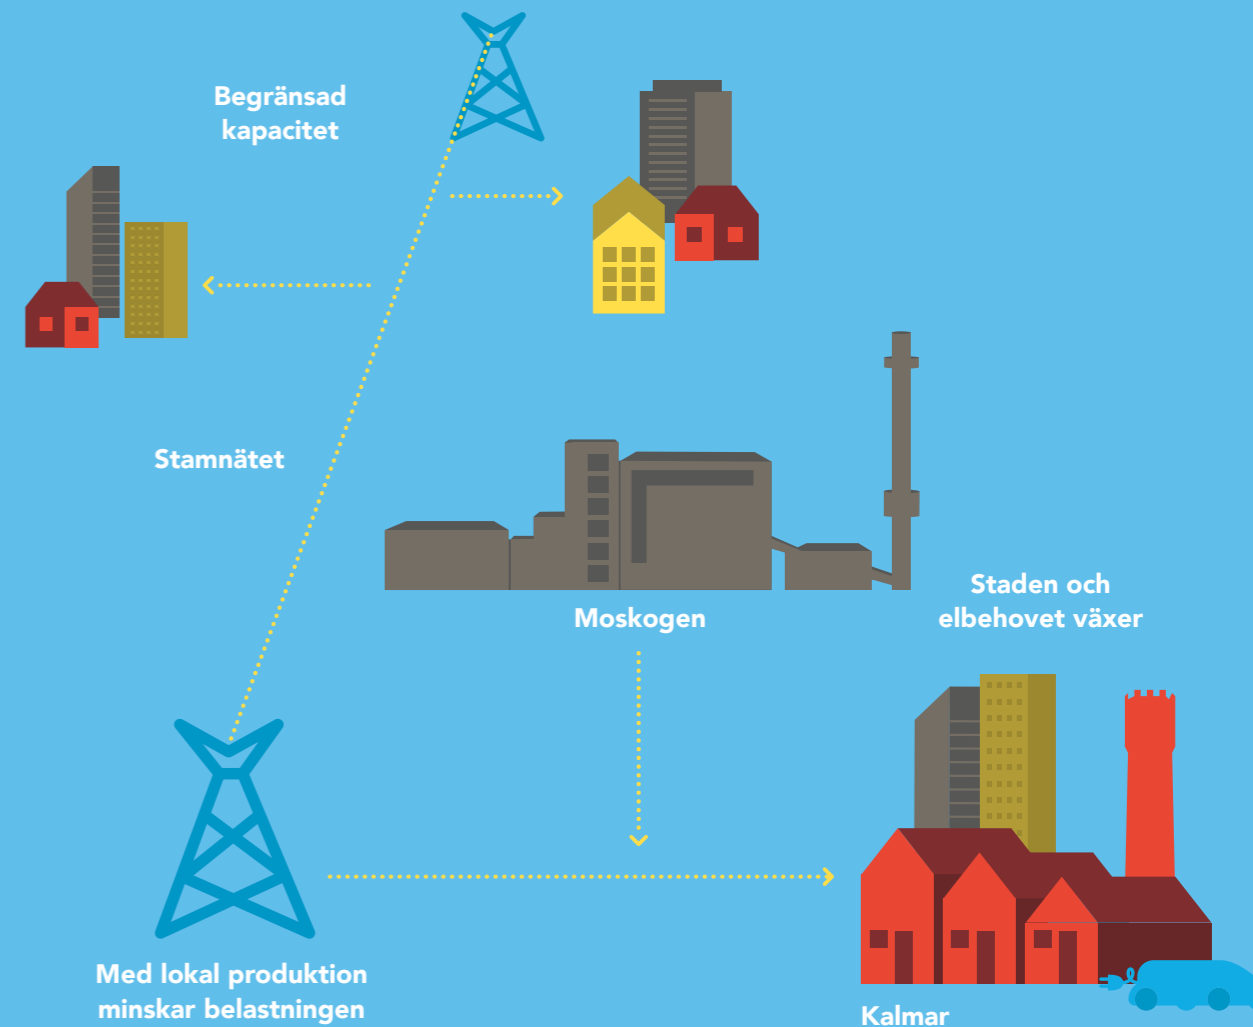 Begränsad
kapacitet
Stamnätet
Moskogen
Staden och
elbehovet växer
Med lokal produktion
minskar belastningen
Kalmar